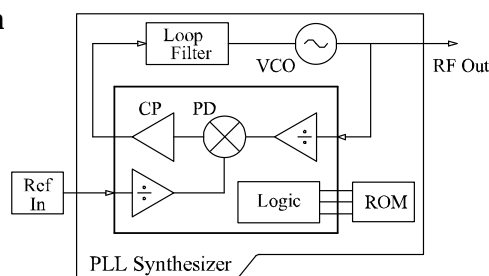 Loop
Filter
VCO
RF Out
CP
PD
÷
÷
Ref
In
Logic
ROM
PLL Synthesizer